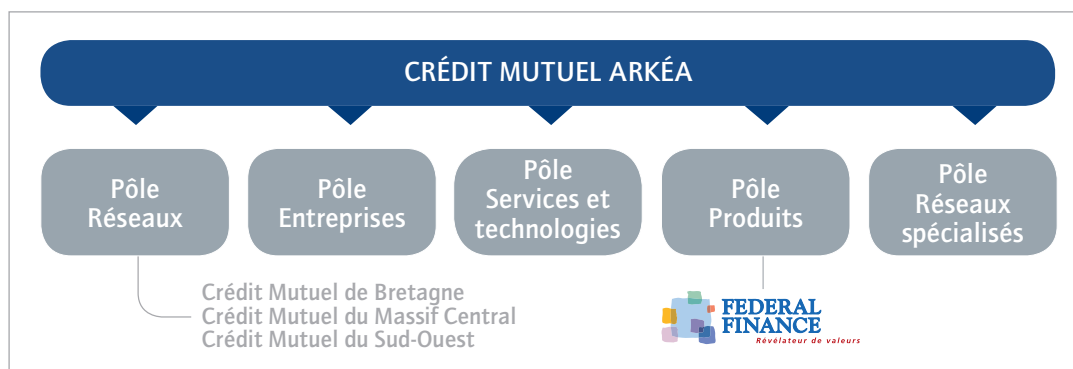 CRÉDIT MUTUEL ARKÉA
Pôle
Réseaux
Pôle
Entreprises
Pôle
Services et
technologies
Pôle
Produits
Pôle
Réseaux
spécialisés
Crédit Mutuel de Bretagne
Crédit Mutuel du Massif Central
Crédit Mutuel du Sud-Ouest
FEDERAL
FINANCE
Révélateur de valeurs